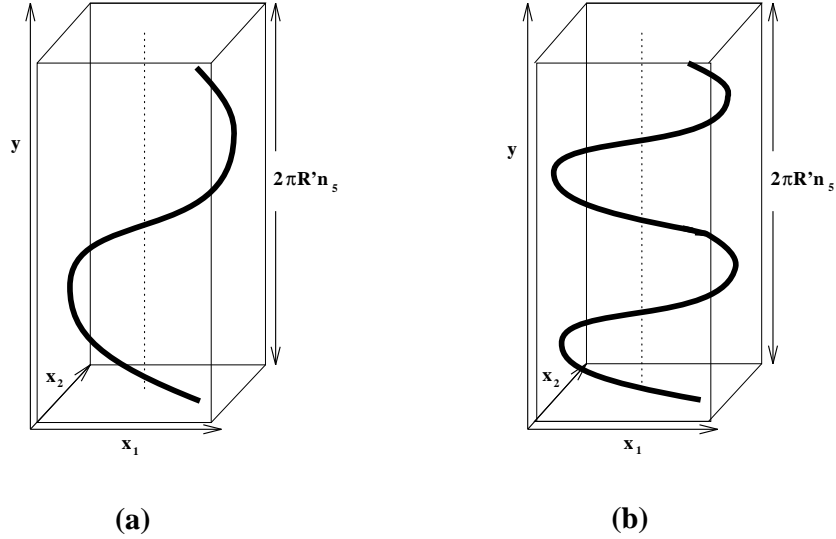 y
2πR'n₅
x₂
x₁
(a)
y
2πR'n₅
x₂
x₁
(b)